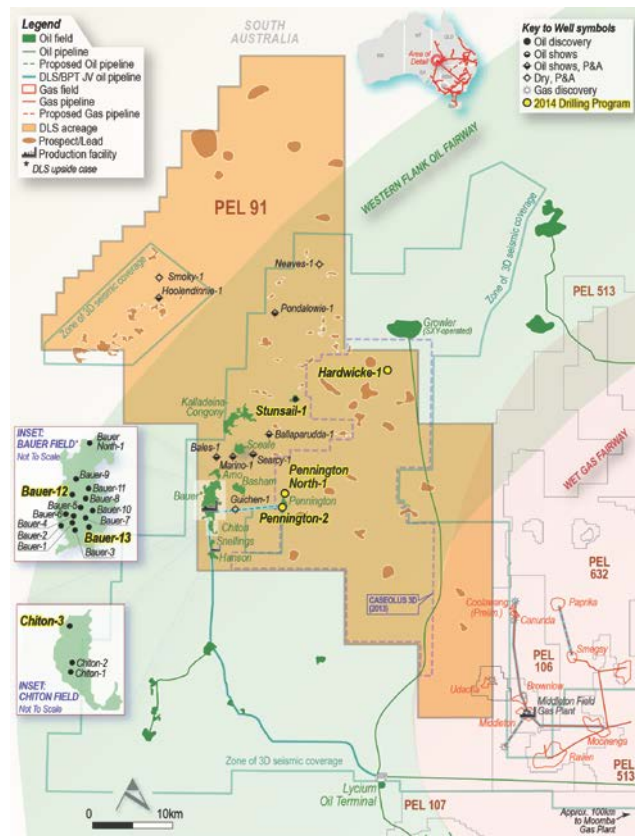 Legend
Oil field
Oil pipeline
Proposed Oil pipeline
DLS/BPT JV oil pipeline
Gas field
Gas pipeline
Proposed Gas pipeline
DLS acreage
Prospect/Lead
Production facility
* DLS upside case
SOUTH
AUSTRALIA
Area of
Detail
Key to Well symbols
Oil discovery
Oil shows
Oil shows, P&A
Dry, P&A
Gas discovery
2014 Drilling Program
WESTERN FLANK OIL FAIRWAY
PEL 91
Zone of 3D seismic coverage
Smoky-1
Hoolendinnie-1
Neaves-1
Pondalowie-1
Zone of 3D seismic coverage
PEL 513
Growler
(SXY-operated)
Hardwicke-1
Stunsail-1
Kalladeina-
Congony
Ballaparudda-1
Sceale
Bales-1
Marino-1
Searcy-1
Arno
Basham
Pennington
North-1
Pennington
Bauer*
Guichen-1
Pennington-2
Chiton
Snellings
Hanson
WET GAS FAIRWAY
INSET:
BAUER FIELD*
Not To Scale
Bauer
North-1
Bauer-9
Bauer-11
Bauer-12
Bauer-8
Bauer-5
Bauer-6
Bauer-10
Bauer-4
Bauer-7
Bauer-2
Bauer-1
Bauer-13
Bauer-3
CASEOLUS 3D
(2013)
PEL
632
Coolawang
(Prelim.)
Canunda
Paprika
PEL
106
Smegsy
Brownlow
Udacha
Middleton Field
Gas Plant
Middleton
Moonenga
Raven
PEL
513
Chiton-3
Chiton-2
Chiton-1
INSET:
CHITON FIELD
Not To Scale
Zone of 3D seismic coverage
Lycium
Oil Terminal
PEL 107
Approx. 100km
to Moomba
Gas Plant
0 10km